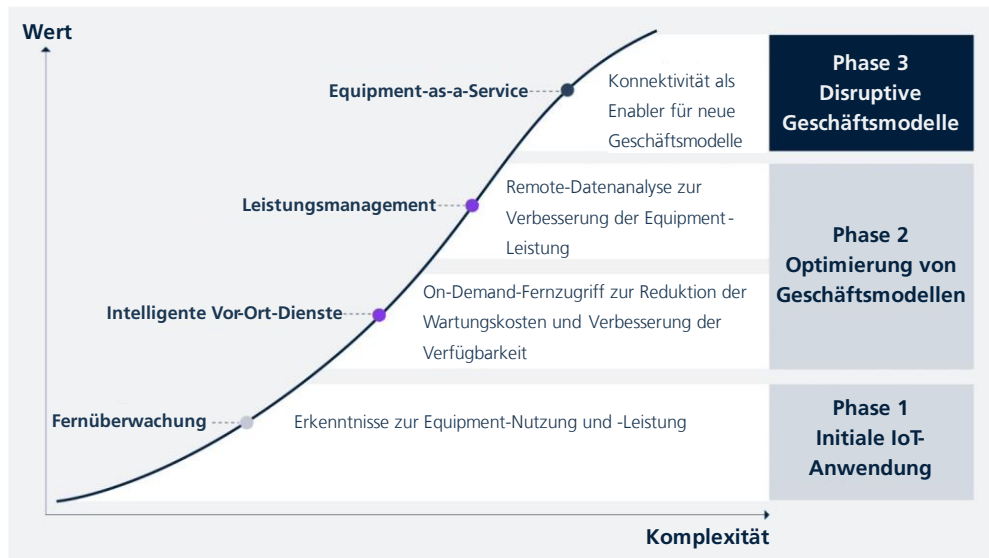 Wert
Equipment-as-a-Service
Konnektivität als
Enabler für neue
Geschäftsmodelle
Phase 3
Disruptive
Geschäftsmodelle
Leistungsmanagement
Remote-Datenanalyse zur
Verbesserung der Equipment-
Leistung
Intelligente Vor-Ort-Dienste
On-Demand-Fernzugriff zur Reduktion der
Wartungskosten und Verbesserung der
Verfügbarkeit
Phase 2
Optimierung von
Geschäftsmodellen
Fernüberwachung
Erkenntnisse zur Equipment-Nutzung und -Leistung
Phase 1
Initiale IoT-
Anwendung
Komplexität